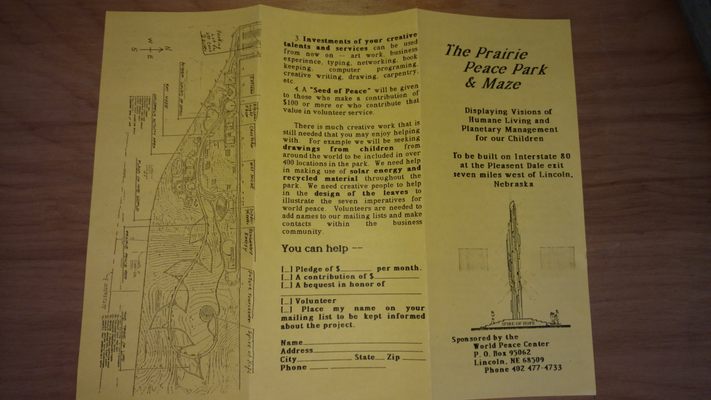 3. Investments of your creative
talents and services can be used
from now on -- art work, business
experience, typing, networking, book
keeping, computer programing,
creative writing, drawing, carpentry,
etc.
4. A "Seed of Peace" will be given
to those who make a contribution of
$100 or more or who contribute that
value in volunteer service.
There is much creative work that is
still needed that you may enjoy helping
with. For example we will be seeking
drawings from children from
around the world to be included in over
400 locations in the park. We need help
in making use of solar energy and
recycled material throughout the
park. We need creative people to help
in the design of the leaves to
illustrate the seven imperatives for
world peace. Volunteers are needed to
add names to our mailing lists and make
contacts within the business
community.
You can help --
[_] Pledge of $______ per month.
[_] A contribution of $______
[_] A bequest in honor of
[_] Volunteer
[_] Place my name on your
mailing list to be kept informed
about the project.
Name
Address
City State Zip
Phone
The Prairie
Peace Park
& Maze
Displaying Visions of
Humane Living and
Planetary Management
for our Children
To be built on Interstate 80
at the Pleasent Dale exit
seven miles west of Lincoln,
Nebraska
SPIRE OF HOPE
Sponsored by the
World Peace Center
P. O. Box 95062
Lincoln, NE 68509
Phone 402 477-4733
N
S
E